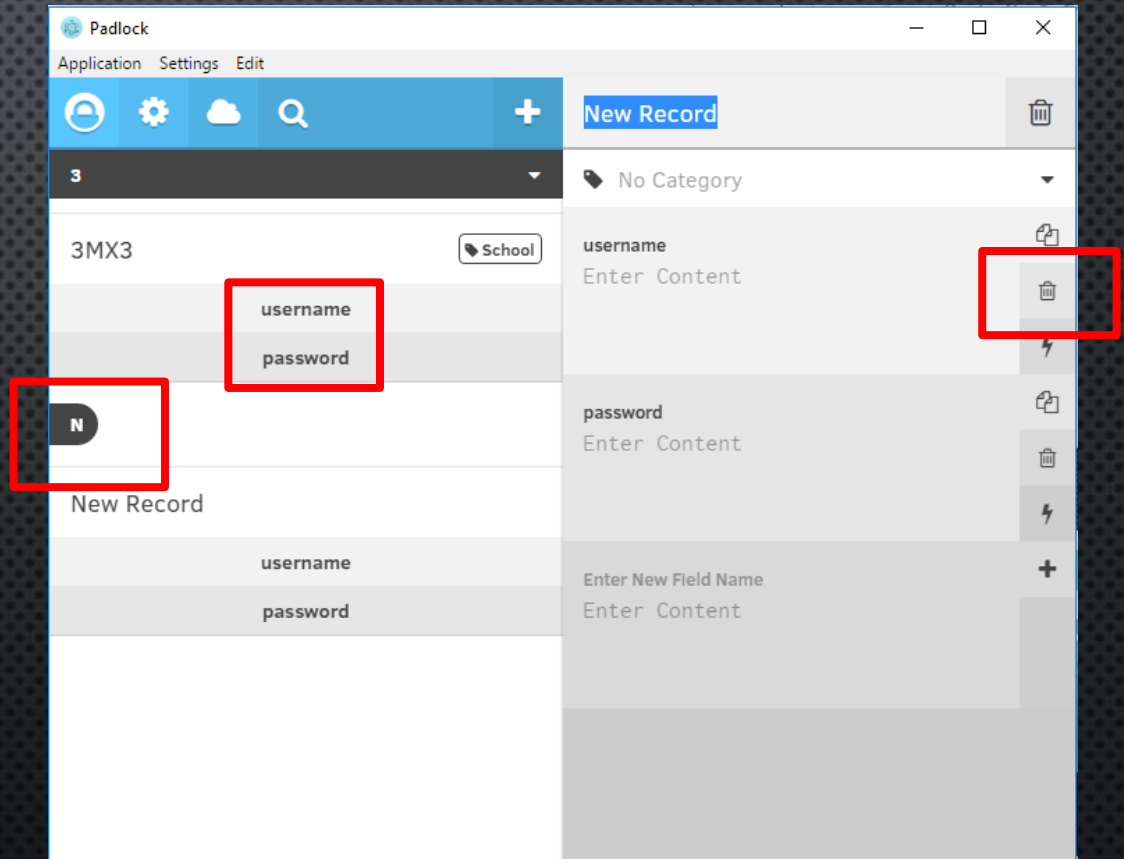 Padlock
Application Settings Edit
3
3MX3
School
username
password
N
New Record
username
password
New Record
No Category
username
Enter Content
password
Enter Content
Enter New Field Name
Enter Content